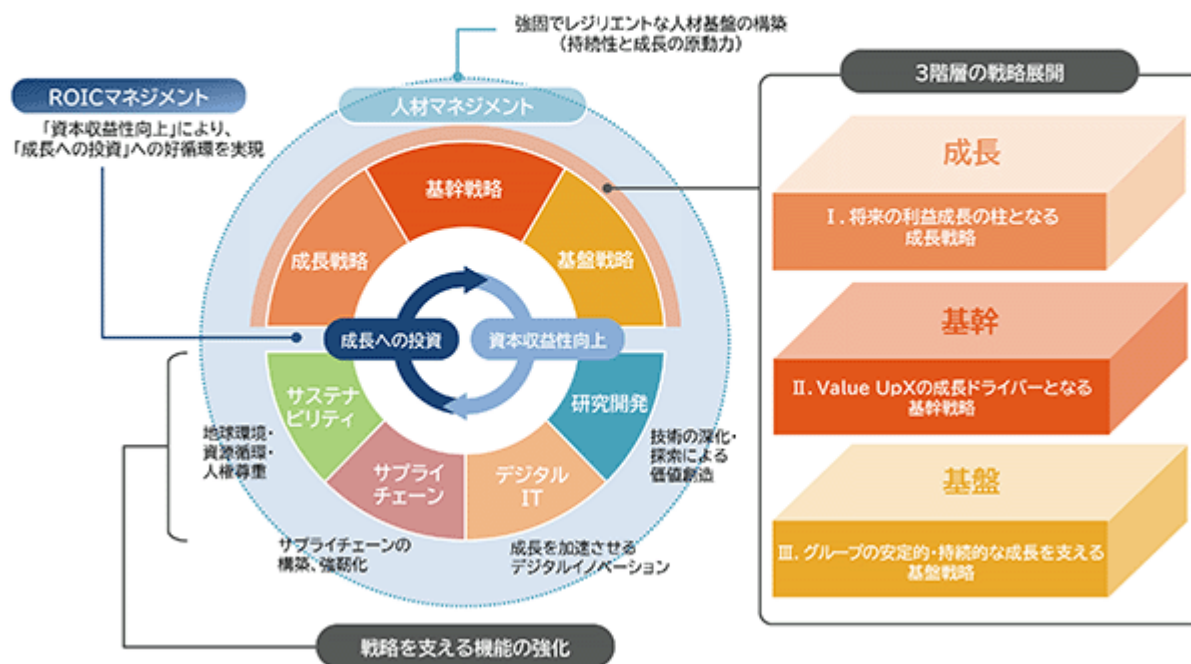 強固でレジリエントな人材基盤の構築
(持続性と成長の原動力)
ROICマネジメント
「資本収益性向上」により、
「成長への投資」への好循環を実現
人材マネジメント
基幹戦略
成長戦略
基盤戦略
成長への投資
資本収益性向上
サステナ
ビリティ
研究開発
サプライ
チェーン
デジタル
IT
地球環境・
資源循環・
人権尊重
技術の深化・
探索による
価値創造
サプライチェーンの
構築、強靭化
成長を加速させる
デジタルイノベーション
戦略を支える機能の強化
3階層の戦略展開
成長
Ⅰ. 将来の利益成長の柱となる
成長戦略
基幹
Ⅱ. Value UpXの成長ドライバーとなる
基幹戦略
基盤
Ⅲ. グループの安定的・持続的な成長を支える
基盤戦略